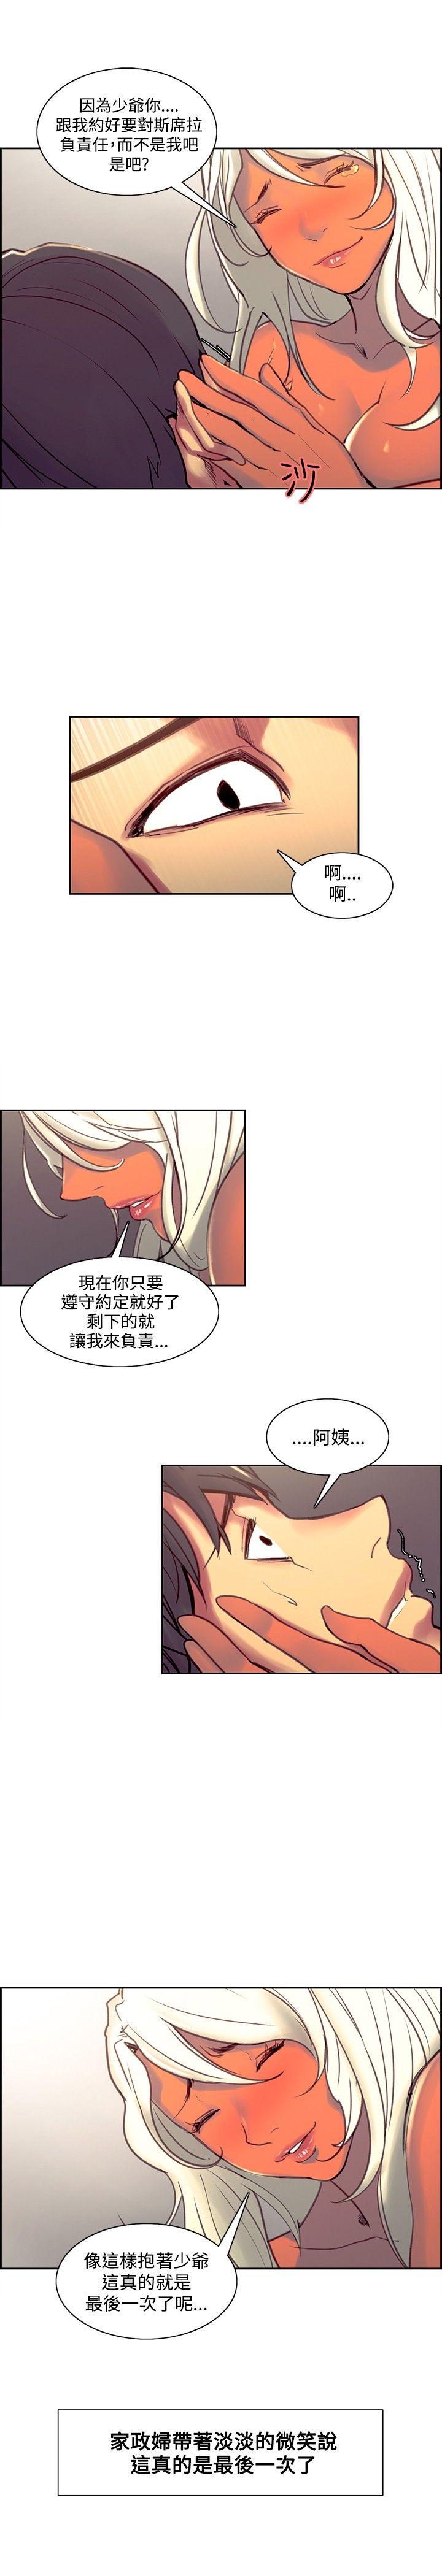 因為少爺你....
跟我約好要對斯席拉
負責任,而不是我吧
是吧?
沙
啊....
啊..
現在你只要
遵守約定就好了
剩下的就
讓我來負責...
....阿姨...
像這樣抱著少爺
這真的就是
最後一次了呢...
家政婦帶著淡淡的微笑說
這真的是最後一次了